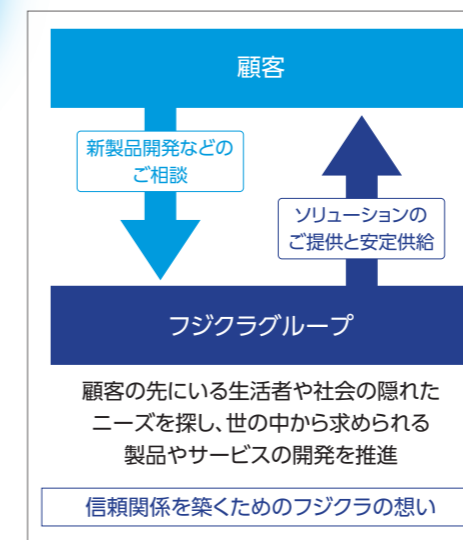 顧客
新製品開発などの
ご相談
ソリューションの
ご提供と安定供給
フジクラグループ
顧客の先にいる生活者や社会の隠れた
ニーズを探し、世の中から求められる
製品やサービスの開発を推進
信頼関係を築くためのフジクラの想い